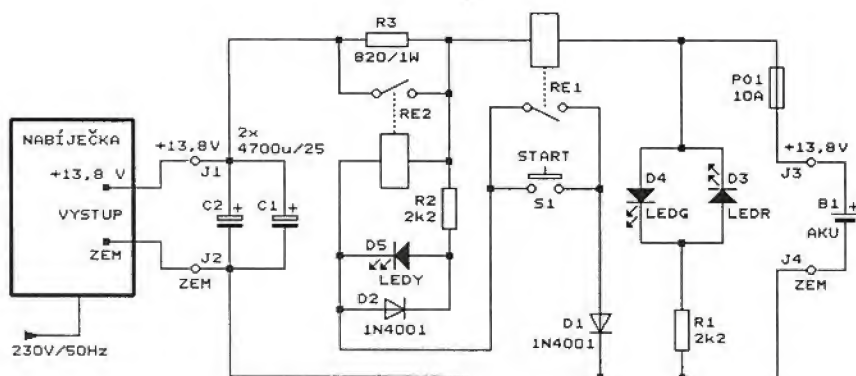 R3
820/1W
NABÍJEČKA
+13,8 V
VYSTUP
ZEM
230V/50Hz
+13,8V
J1
J2
ZEM
2x
4700u/25
C2
+
C1
+
RE2
R2
2k2
D5
LEDY
D2
1N4001
RE1
START
S1
D1
1N4001
D4
LEDG
D3
LEDR
R1
2k2
PO1
10A
+13,8V
J3
B1
+
AKU
J4
ZEM